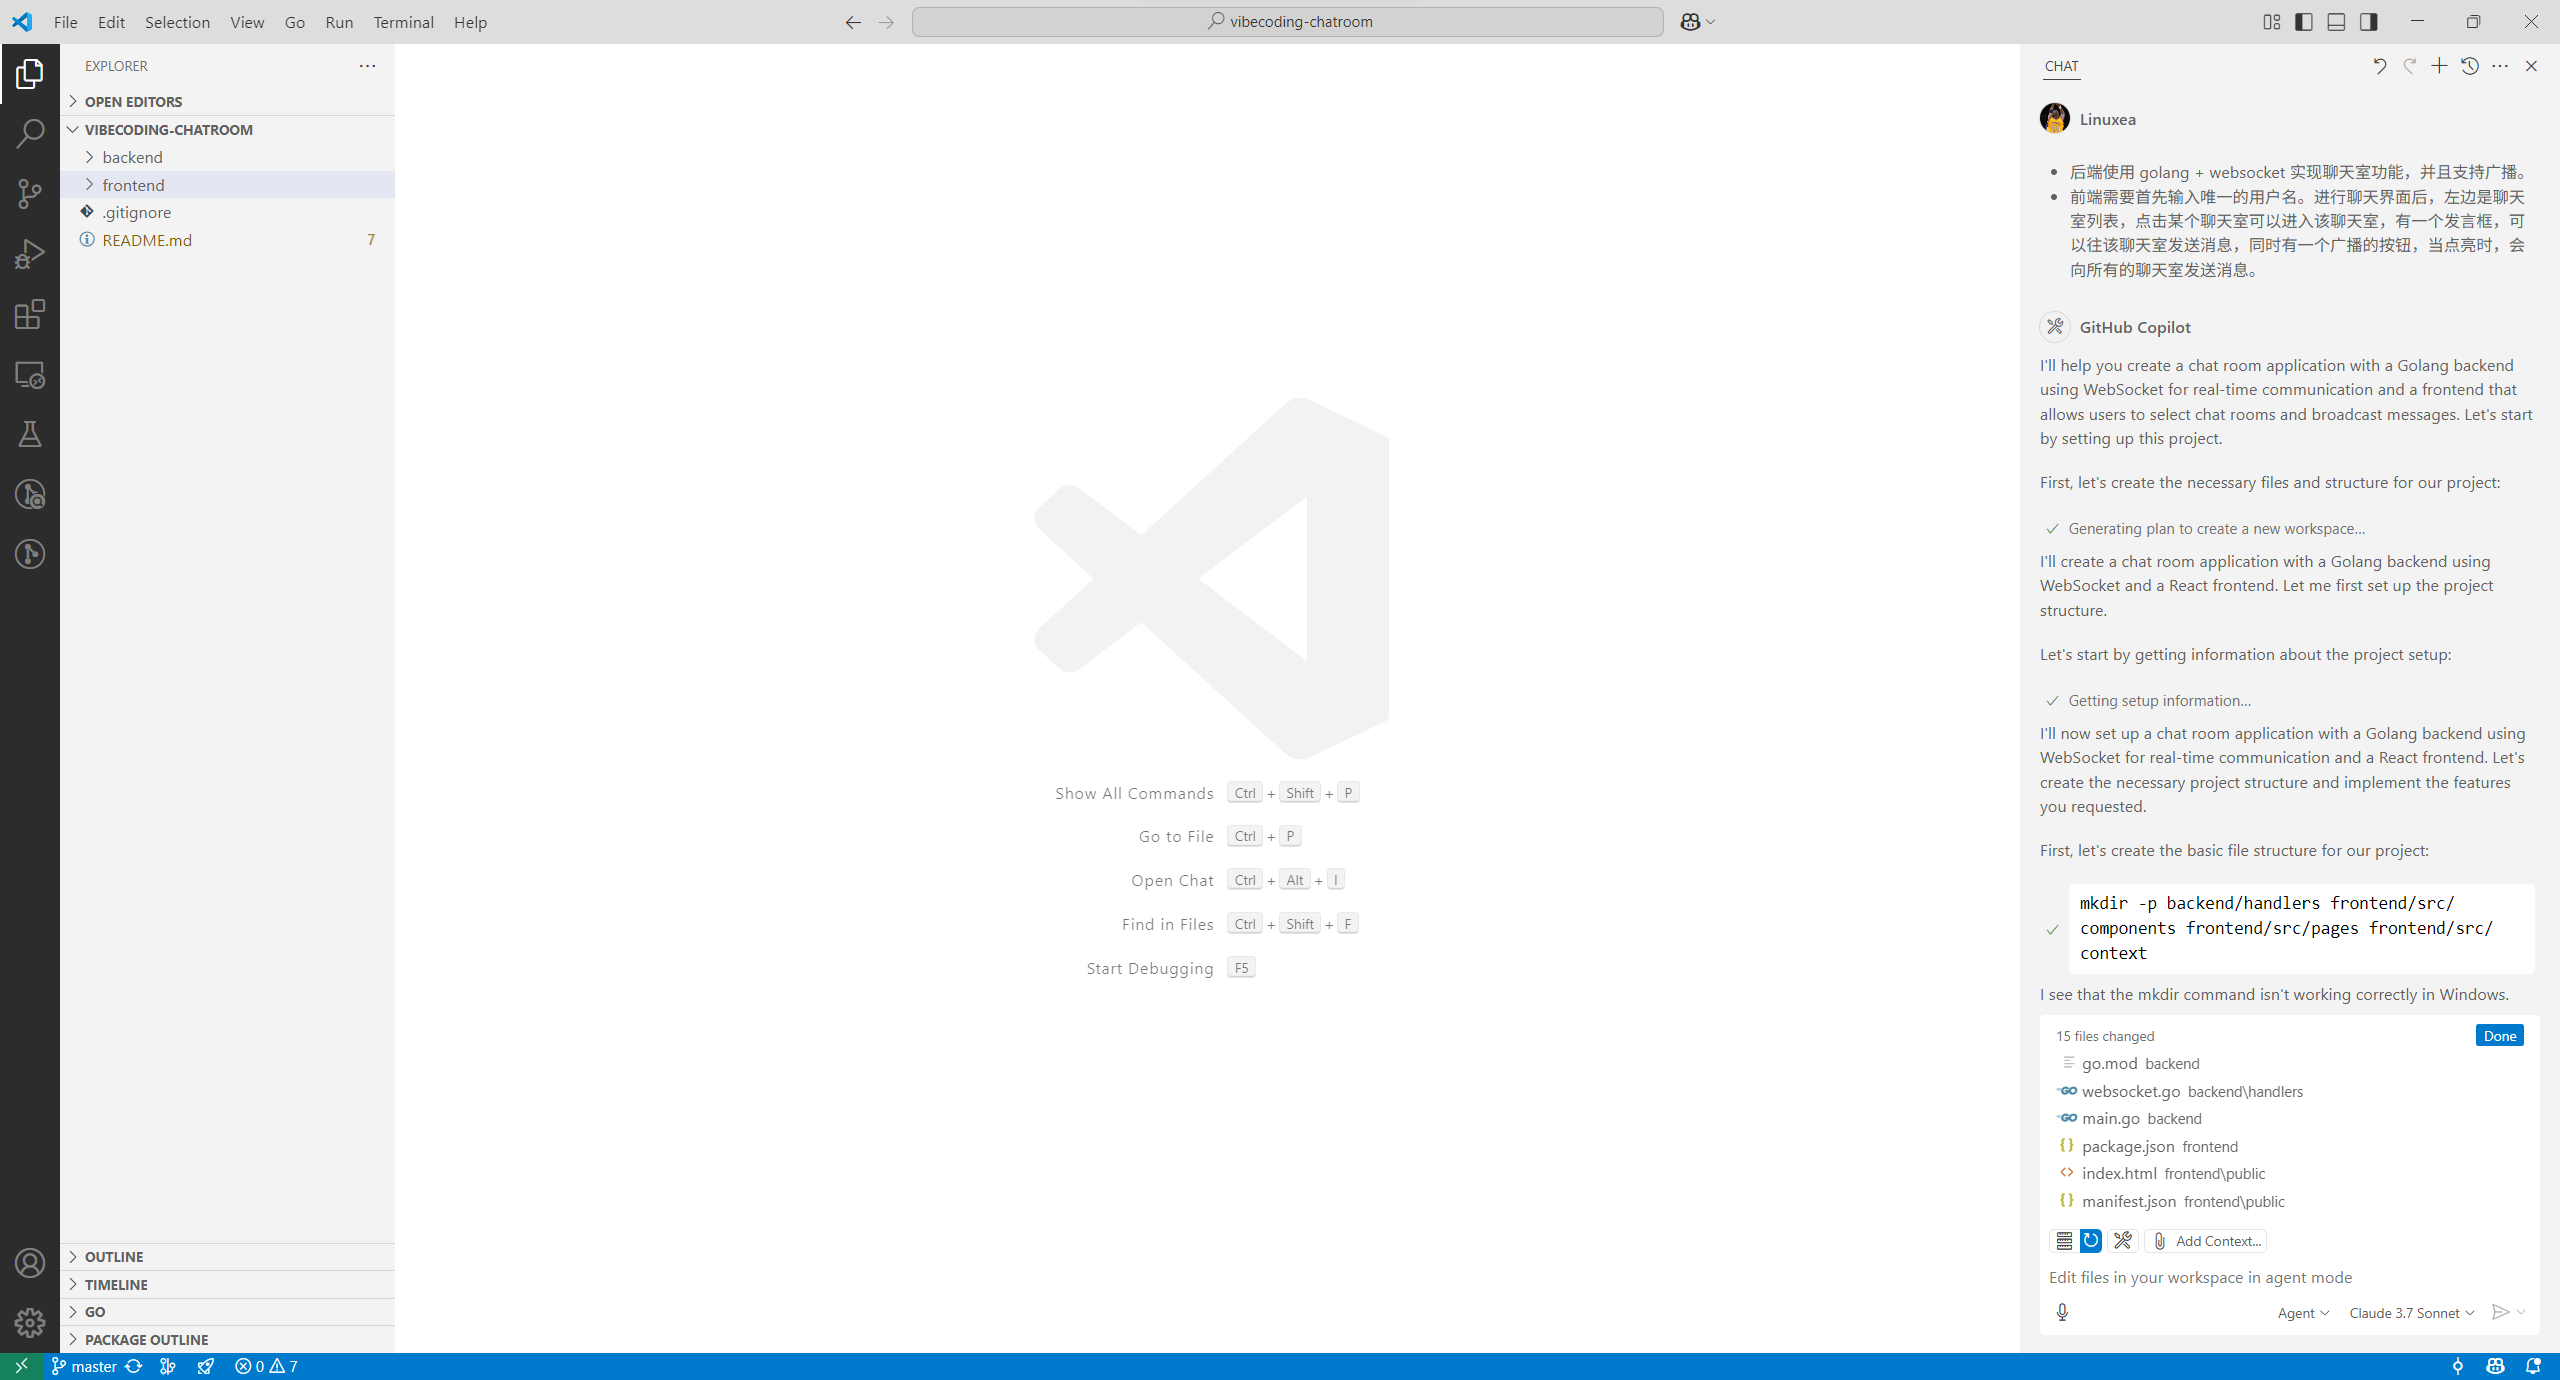 File Edit Selection View Go Run Terminal Help
vibecoding-chatroom
EXPLORER
OPEN EDITORS
VIBECODING-CHATROOM
backend
frontend
.gitignore
README.md 7
OUTLINE
TIMELINE
GO
PACKAGE OUTLINE
Show All Commands Ctrl + Shift + P
Go to File Ctrl + P
Open Chat Ctrl + Alt + I
Find in Files Ctrl + Shift + F
Start Debugging F5
CHAT
Linuxea
后端使用 golang + websocket 实现聊天室功能，并且支持广播。
前端需要首先输入唯一的用户名。进行聊天界面后，左边是聊天
室列表，点击某个聊天室可以进入该聊天室，有一个发言框，可
以往该聊天室发送消息，同时有一个广播的按钮，当点亮时，会
向所有的聊天室发送消息。
GitHub Copilot
I'll help you create a chat room application with a Golang backend
using WebSocket for real-time communication and a frontend that
allows users to select chat rooms and broadcast messages. Let's start
by setting up this project.
First, let's create the necessary files and structure for our project:
Generating plan to create a new workspace...
I'll create a chat room application with a Golang backend using
WebSocket and a React frontend. Let me first set up the project
structure.
Let's start by getting information about the project setup:
Getting setup information...
I'll now set up a chat room application with a Golang backend using
WebSocket for real-time communication and a React frontend. Let's
create the necessary project structure and implement the features
you requested.
First, let's create the basic file structure for our project:
mkdir -p backend/handlers frontend/src/
components frontend/src/pages frontend/src/
context
I see that the mkdir command isn't working correctly in Windows.
15 files changed Done
go.mod backend
GO websocket.go backend\handlers
GO main.go backend
{} package.json frontend
<> index.html frontend\public
{} manifest.json frontend\public
Add Context...
Edit files in your workspace in agent mode
Agent Claude 3.7 Sonnet
master 0 7